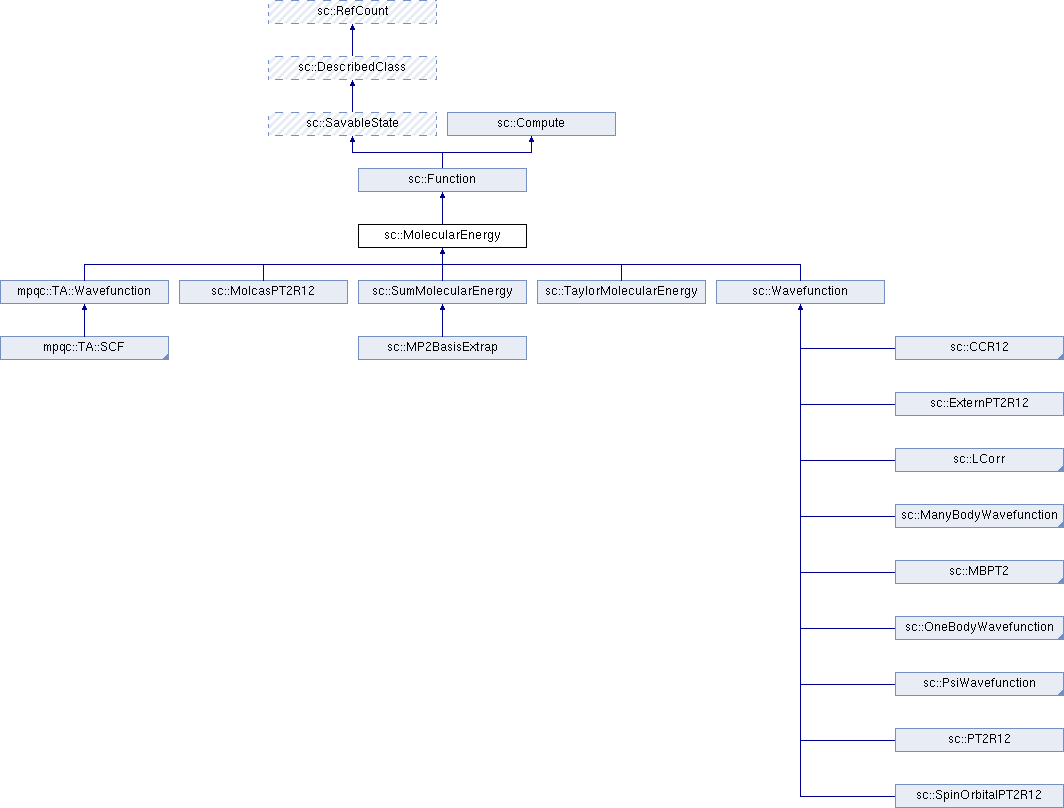 sc::RefCount
sc::DescribedClass
sc::SavableState
sc::Compute
sc::Function
sc::MolecularEnergy
mpqc::TA::Wavefunction
sc::MolcasPT2R12
sc::SumMolecularEnergy
sc::TaylorMolecularEnergy
sc::Wavefunction
mpqc::TA::SCF
sc::MP2BasisExtrap
sc::CCR12
sc::ExternPT2R12
sc::LCorr
sc::ManyBodyWavefunction
sc::MBPT2
sc::OneBodyWavefunction
sc::PsiWavefunction
sc::PT2R12
sc::SpinOrbitalPT2R12